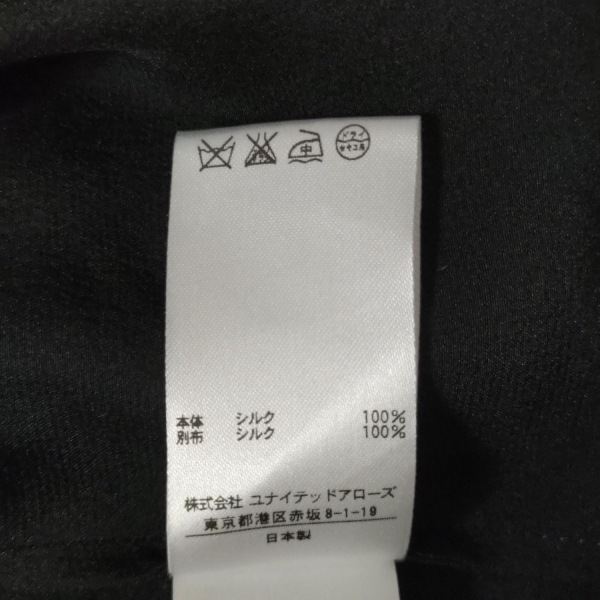 中 ドライ
セキユ系
本体 シルク 100%
別布 シルク 100%
株式会社 ユナイテッドアローズ
東京都港区赤坂8-1-19
日本製